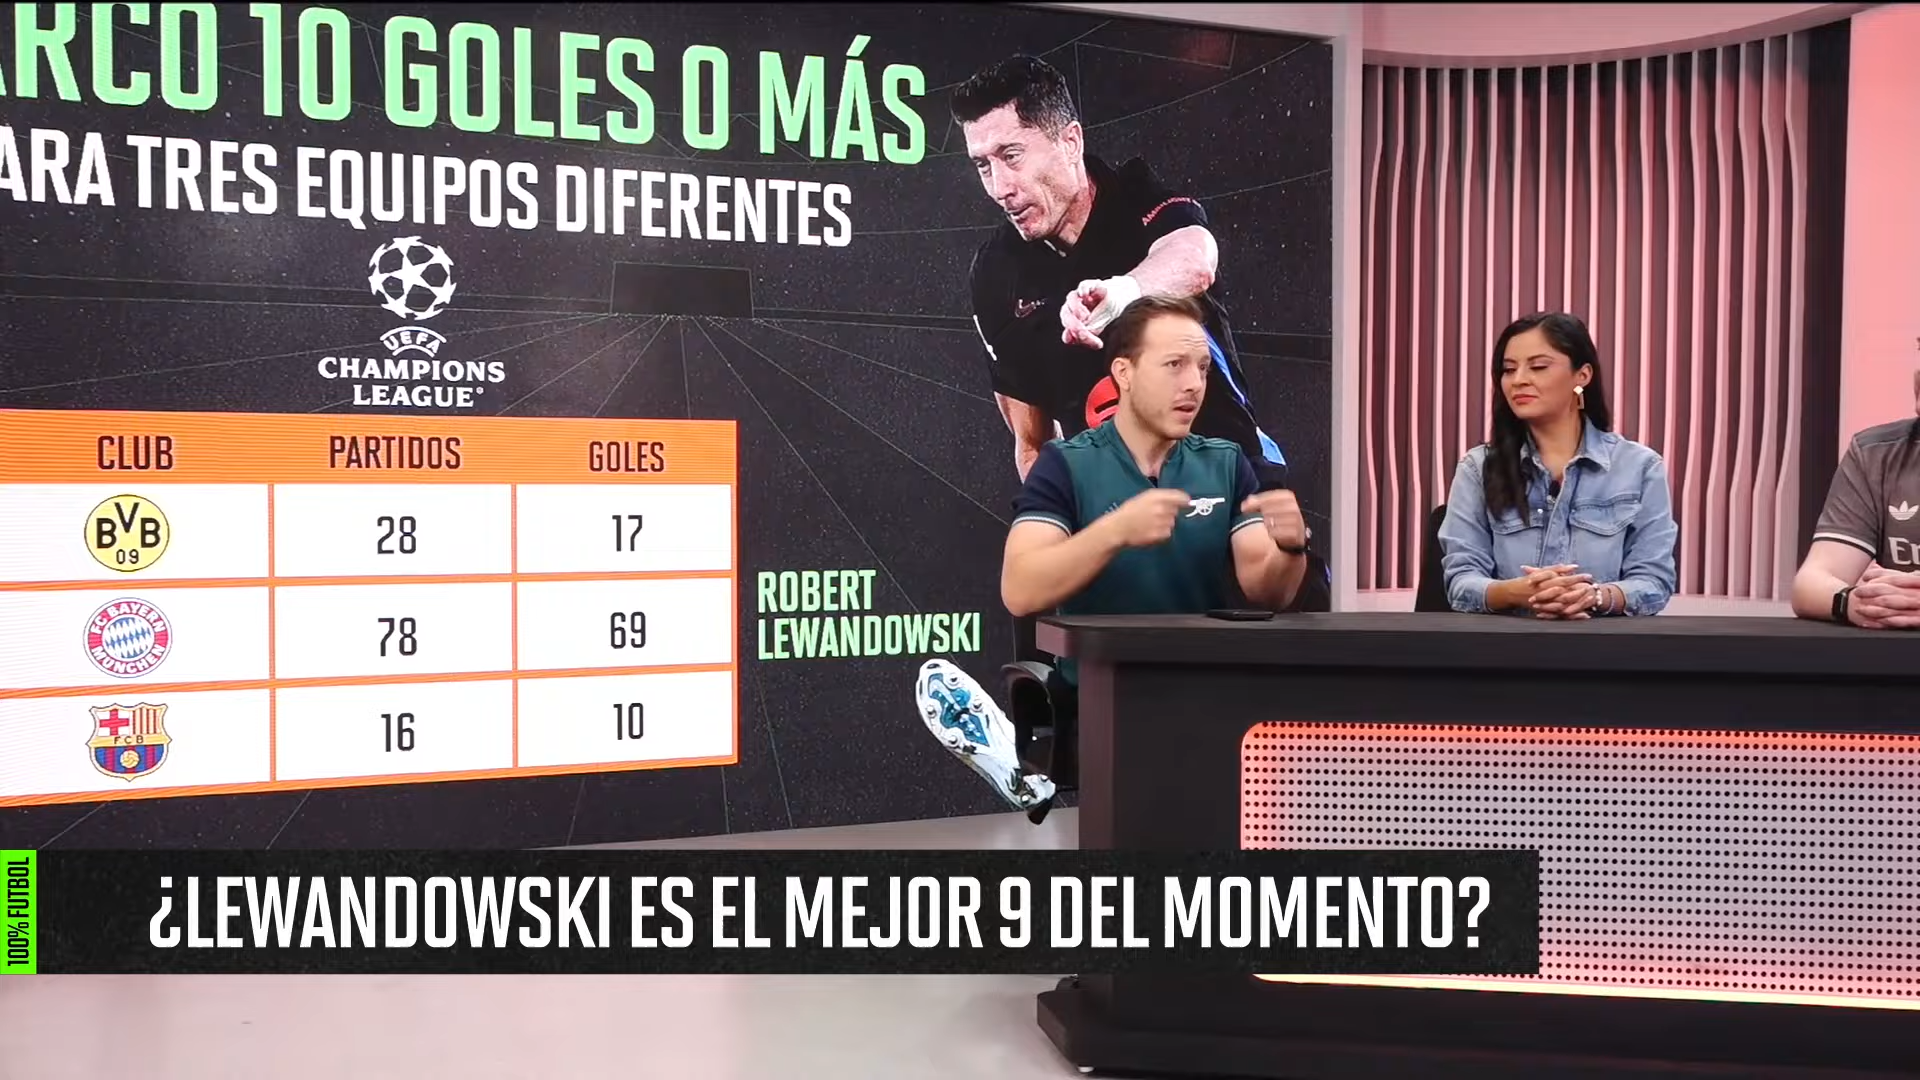 ARCÓ 10 GOLES O MÁS
ARA TRES EQUIPOS DIFERENTES
UEFA
CHAMPIONS
LEAGUE
CLUB PARTIDOS GOLES
BVB 09 28 17
FC BAYERN MÜNCHEN 78 69
FCB 16 10
ROBERT
LEWANDOWSKI
100% FUTBOL
¿LEWANDOWSKI ES EL MEJOR 9 DEL MOMENTO?